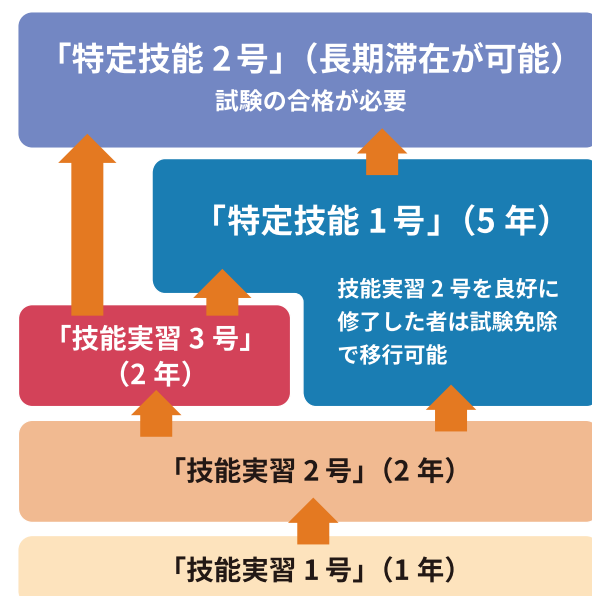 「特定技能 2 号」（長期滞在が可能）
試験の合格が必要
「特定技能 1 号」（5 年）
技能実習 2 号を良好に
修了した者は試験免除
で移行可能
「技能実習 3 号」
（2 年）
「技能実習 2 号」（2 年）
「技能実習 1 号」（1 年）